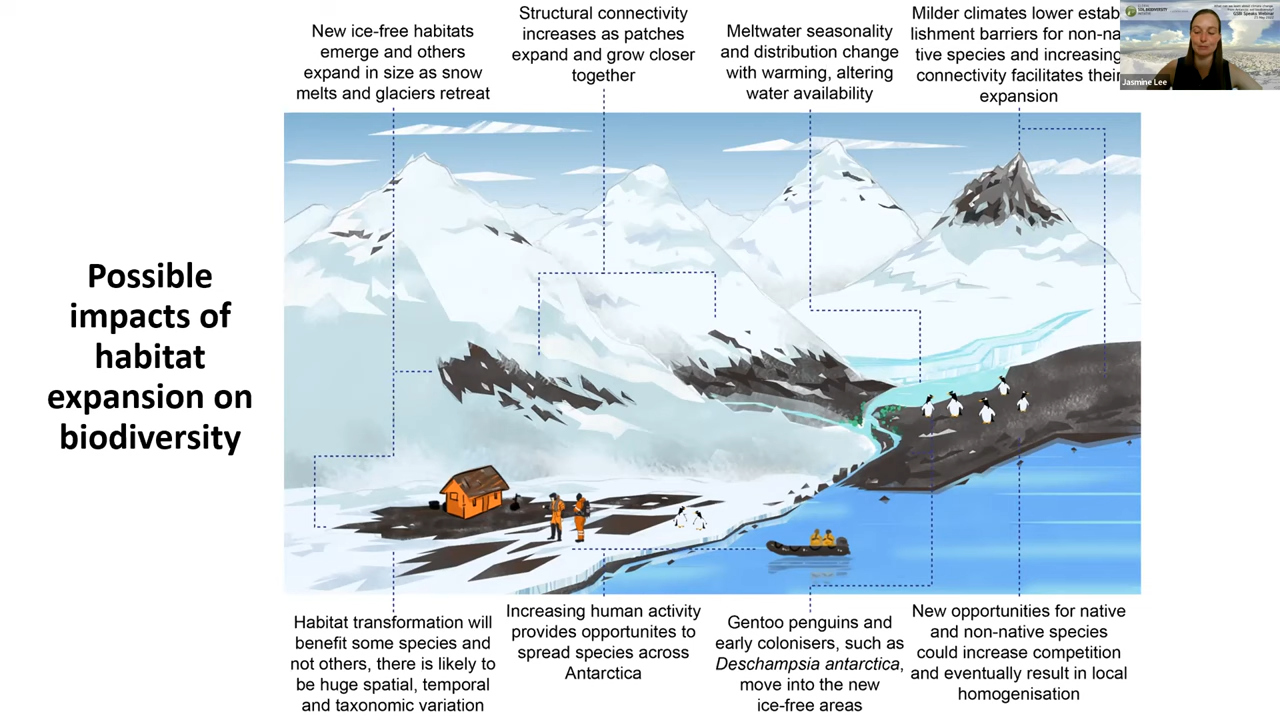 New ice-free habitats
emerge and others
expand in size as snow
melts and glaciers retreat
Structural connectivity
increases as patches
expand and grow closer
together
Meltwater seasonality
and distribution change
with warming, altering
water availability
Milder climates lower estab
lishment barriers for non-na
tive species and increasing
connectivity facilitates their
expansion
GSBI Speaks Webinar
Jasmine Lee
Possible
impacts of
habitat
expansion on
biodiversity
Habitat transformation will
benefit some species and
not others, there is likely to
be huge spatial, temporal
and taxonomic variation
Increasing human activity
provides opportunites to
spread species across
Antarctica
Gentoo penguins and
early colonisers, such as
Deschampsia antarctica,
move into the new
ice-free areas
New opportunities for native
and non-native species
could increase competition
and eventually result in local
homogenisation